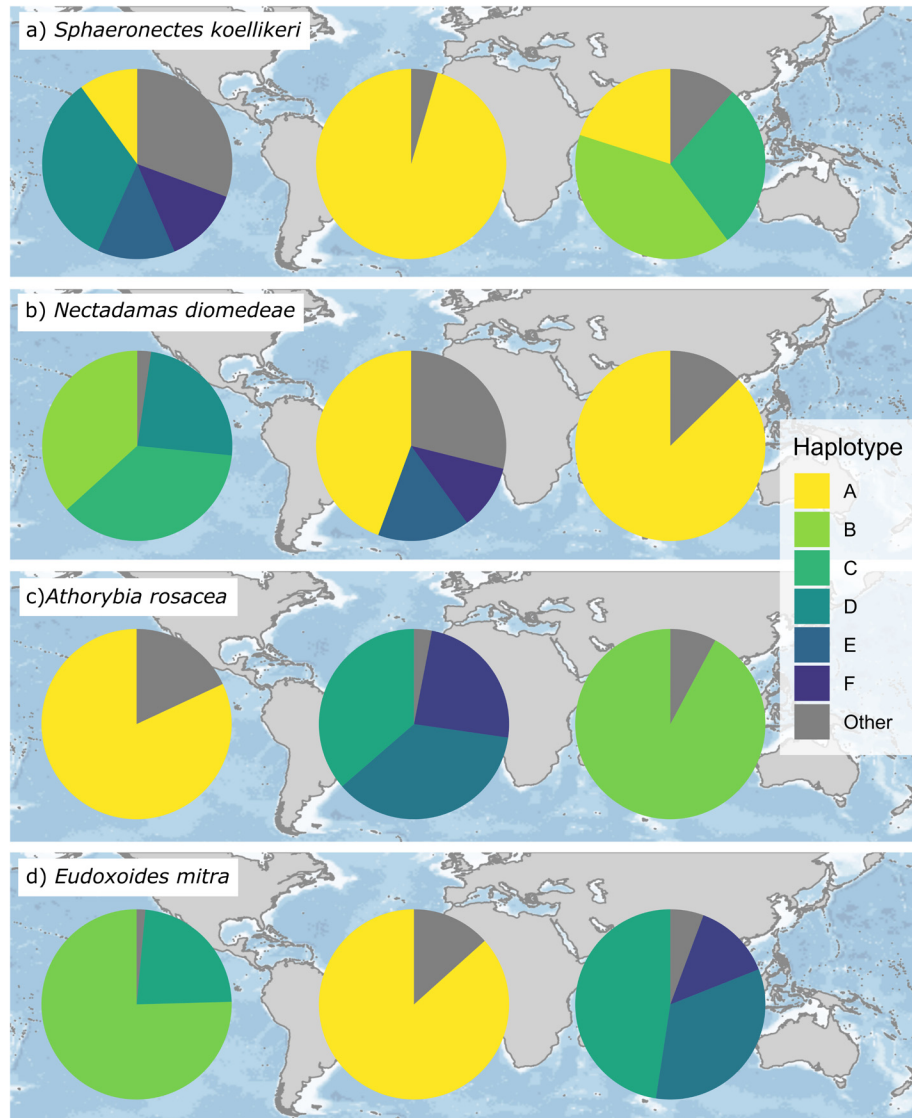 a) Sphaeronectes koellikeri
b) Nectadamas diomedeae
Haplotype
A
B
C
D
E
F
Other
c)Athorybia rosacea
d) Eudoxoides mitra